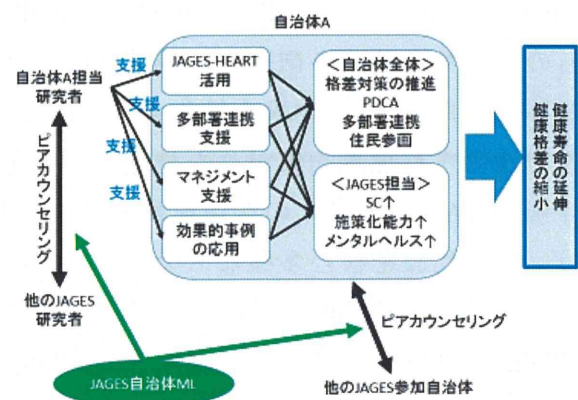 自治体A
支援
JAGES-HEART
活用
自治体A担当
研究者
支援
多部署連携
支援
支援
マネジメント
支援
支援
効果的事例
の応用
<自治体全体>
格差対策の推進
PDCA
多部署連携
住民参画
<JAGES担当>
SC↑
施策化能力↑
メンタルヘルス↑
健康寿命の延伸
健康格差の縮小
ピアカウンセリング
他のJAGES
研究者
ピアカウンセリング
JAGES自治体ML
他のJAGES参加自治体